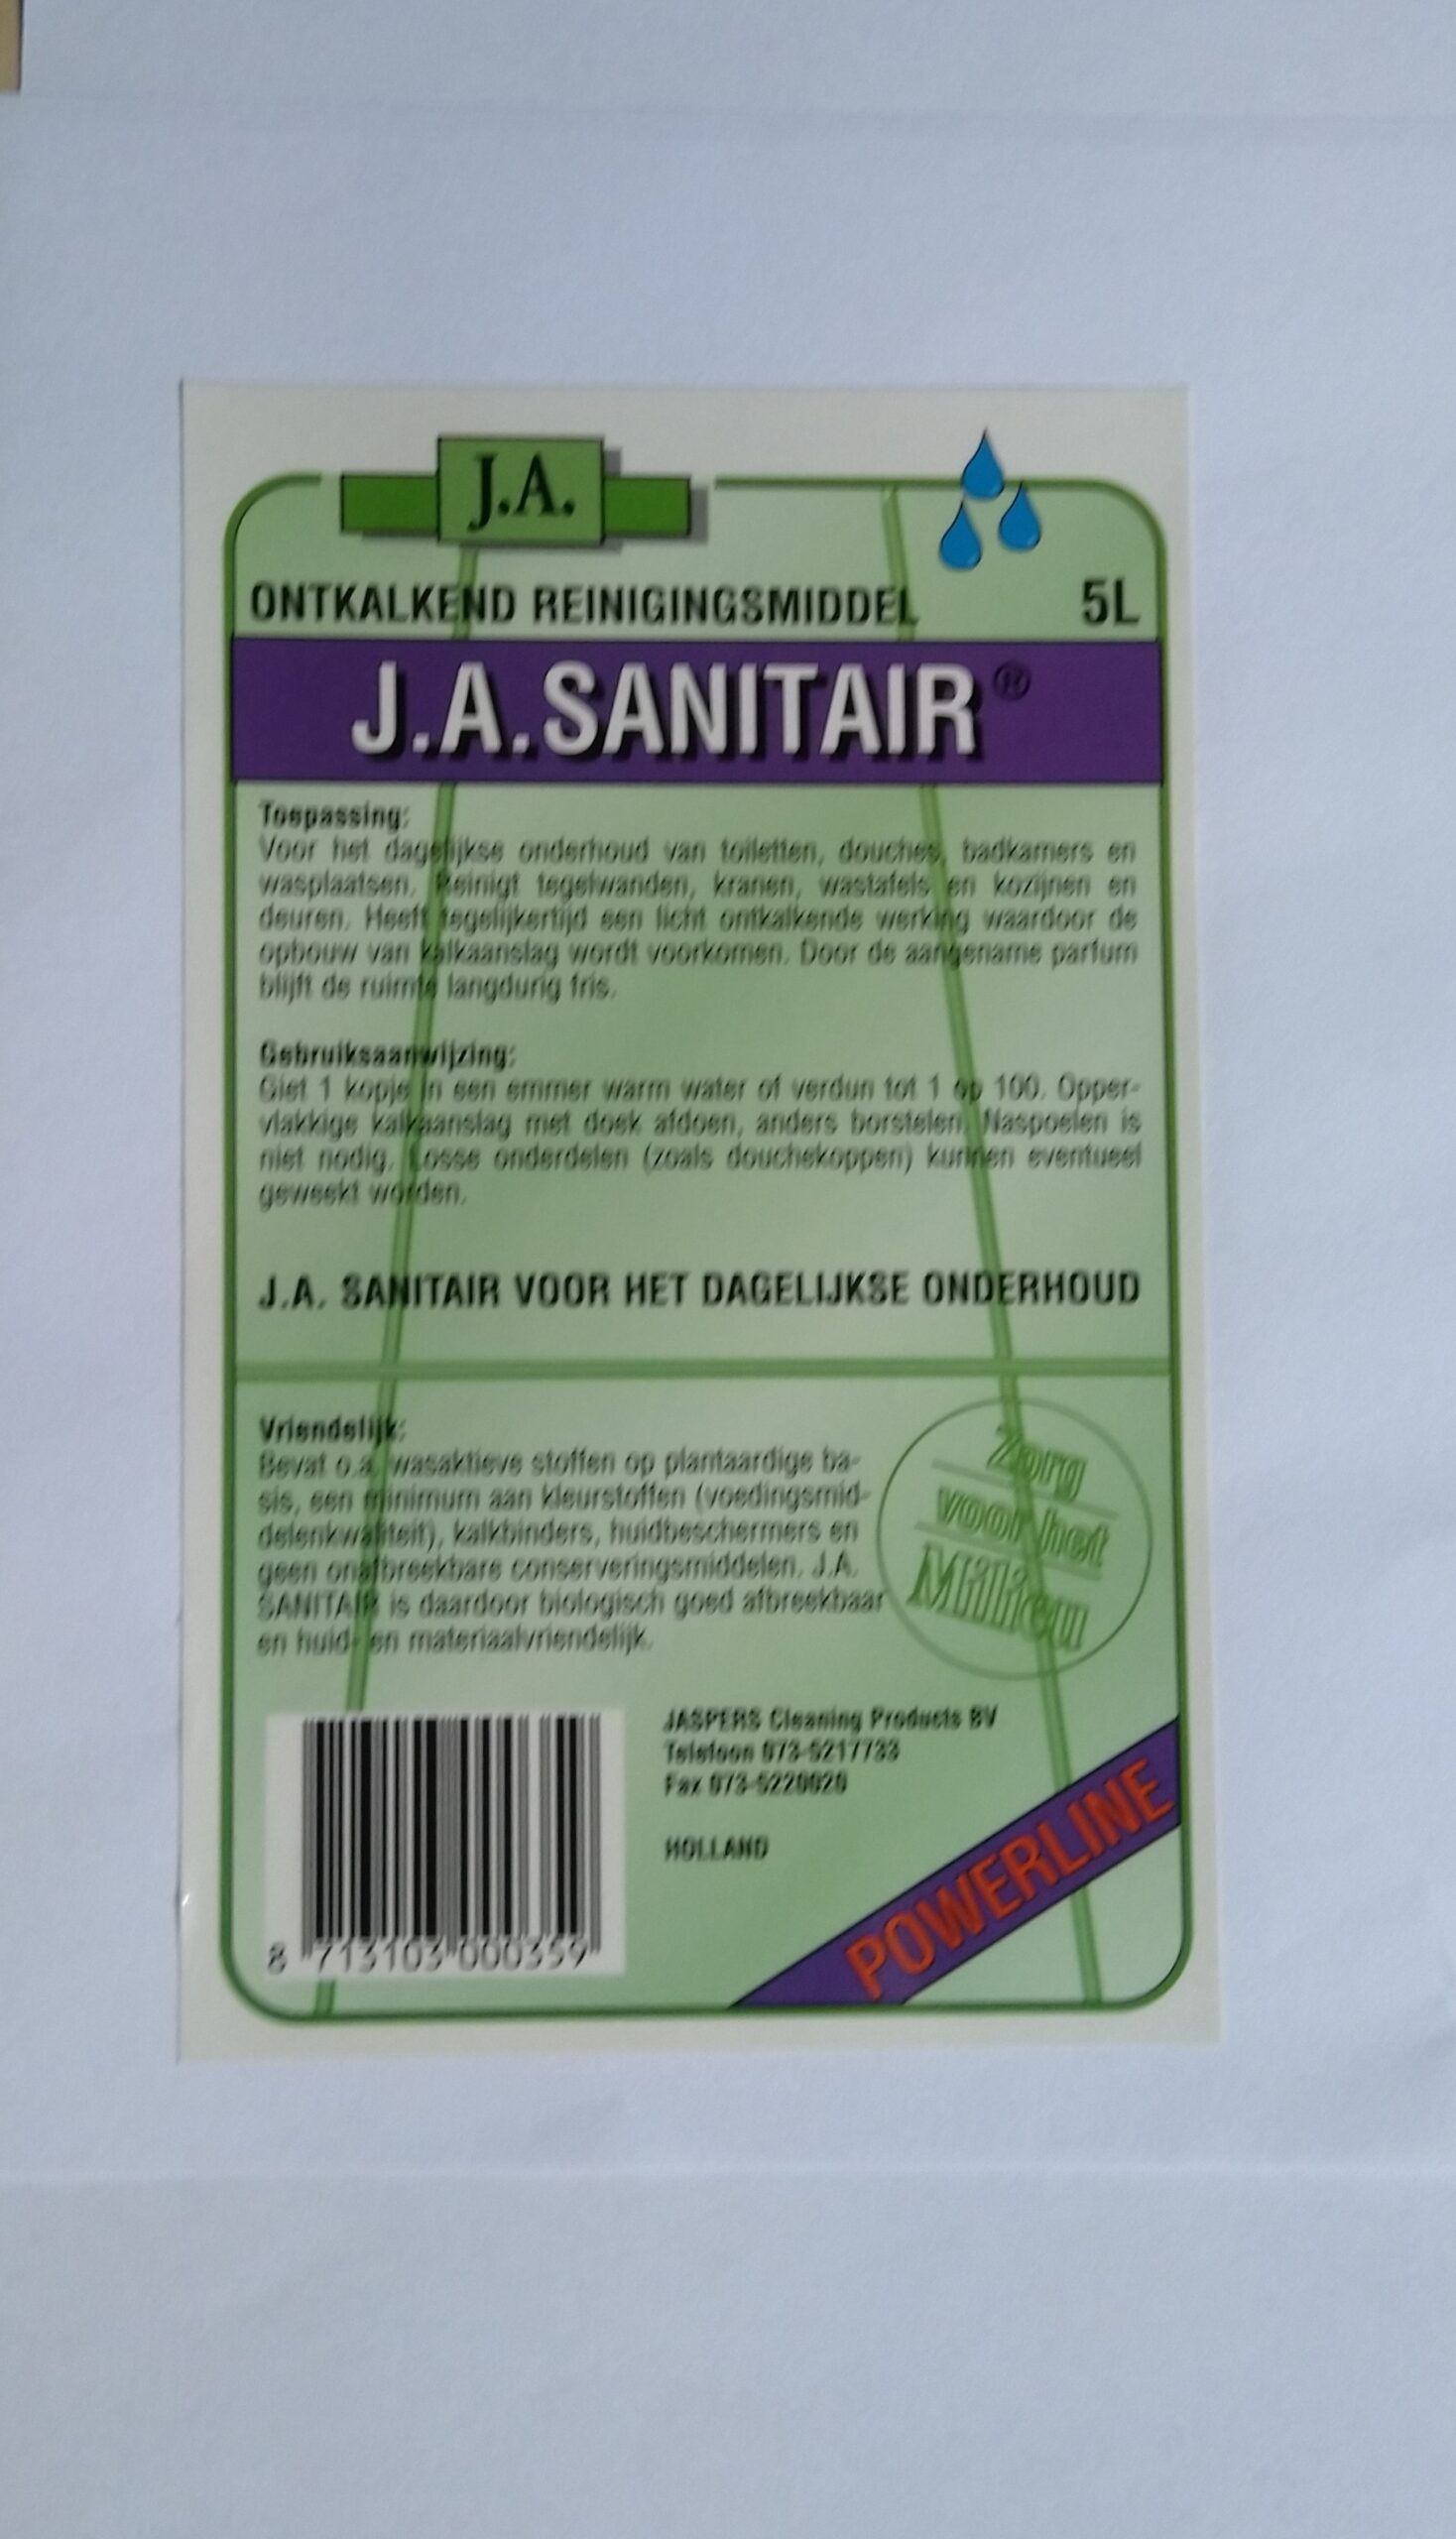 J.A.
ONTKALKEND REINIGINGSMIDDEL 5L
J.A.SANITAIR®
Toepassing:
Voor het dagelijkse onderhoud van toiletten, douches, badkamers en
wasplaatsen. Reinigt tegelwanden, kranen, wastafels en kozijnen en
deuren. Heeft tegelijkertijd een licht ontkalkende werking waardoor de
opbouw van kalkaanslag wordt voorkomen. Door de aangename parfum
blijft de ruimte langdurig fris.
Gebruiksaanwijzing:
Giet 1 kopje in een emmer warm water of verdun tot 1 op 100. Opper-
vlakkige kalkaanslag met doek afdoen, anders borstelen. Naspoelen is
niet nodig. Losse onderdelen (zoals douchekoppen) kunnen eventueel
geweekt worden.
J.A. SANITAIR VOOR HET DAGELIJKSE ONDERHOUD
Vriendelijk:
Bevat o.a. wasaktieve stoffen op plantaardige ba-
sis, een minimum aan kleurstoffen (voedingsmid-
delenkwaliteit), kalkbinders, huidbeschermers en
geen onafbreekbare conserveringsmiddelen. J.A.
SANITAIR is daardoor biologisch goed afbreekbaar
en huid- en materiaalvriendelijk.
Zorg
voor het
Milieu
JASPERS Cleaning Products BV
Telefoon 073-5217733
Fax 073-5220020
HOLLAND
POWERLINE
8 713103 000359